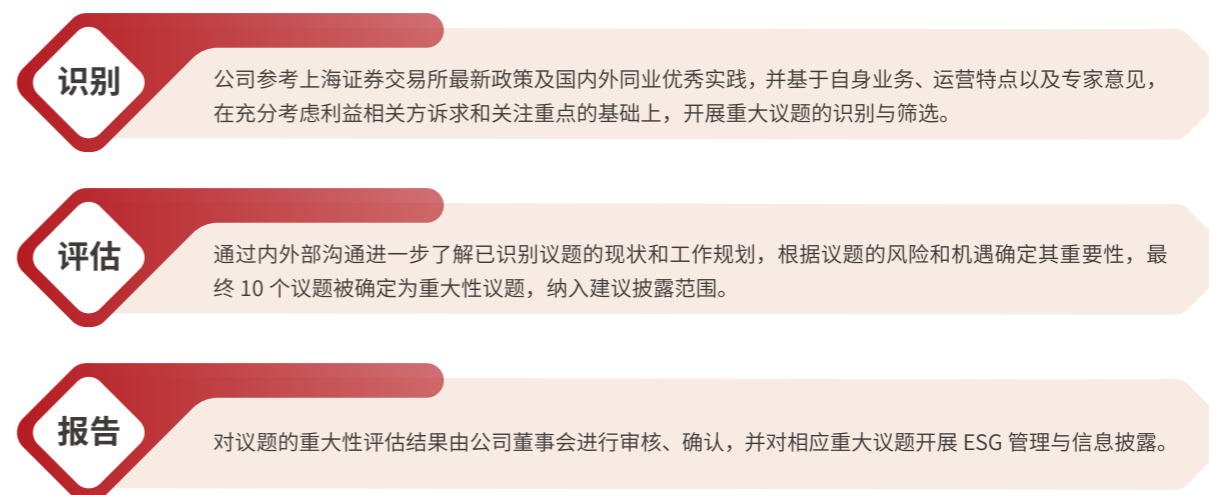 识别
公司参考上海证券交易所最新政策及国内外同业优秀实践，并基于自身业务、运营特点以及专家意见，
在充分考虑利益相关方诉求和关注重点的基础上，开展重大议题的识别与筛选。
评估
通过内外部沟通进一步了解已识别议题的现状和工作规划，根据议题的风险和机遇确定其重要性，最
终 10 个议题被确定为重大性议题，纳入建议披露范围。
报告
对议题的重大性评估结果由公司董事会进行审核、确认，并对相应重大议题开展 ESG 管理与信息披露。